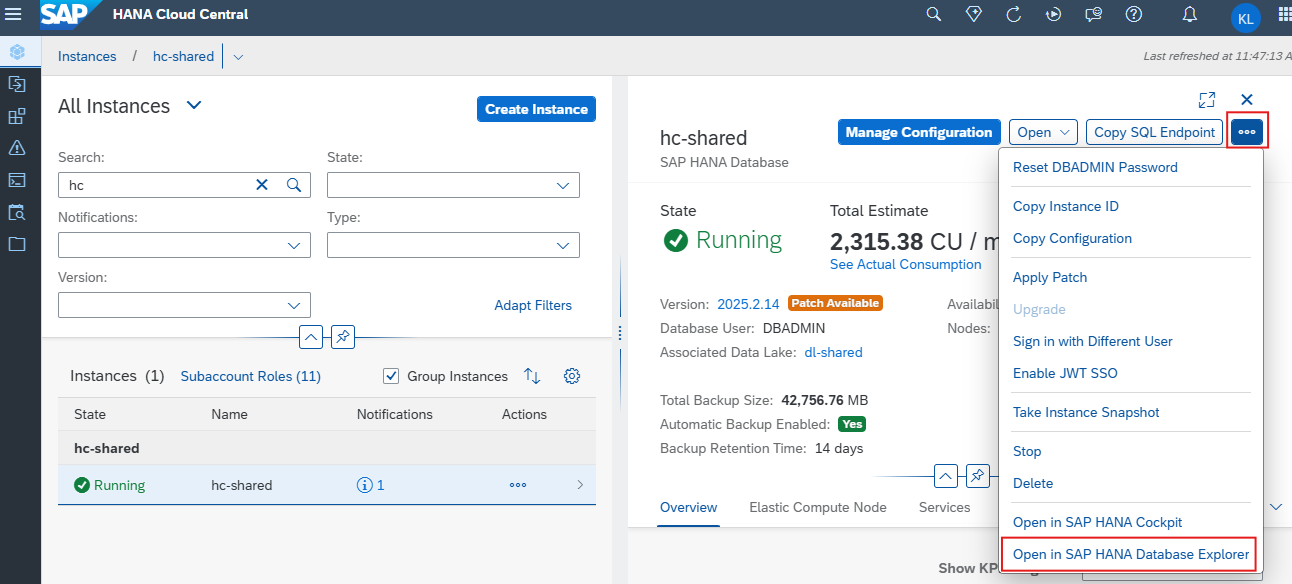 SAP HANA Cloud Central
KL
Instances / hc-shared
Last refreshed at 11:47:13 A
All Instances
Create Instance
Search:
State:
hc
Notifications:
Type:
Version:
Adapt Filters
Instances (1) Subaccount Roles (11) Group Instances
State Name Notifications Actions
hc-shared
Running hc-shared 1
hc-shared
SAP HANA Database
Manage Configuration Open Copy SQL Endpoint
State
Running
Total Estimate
2,315.38 CU / m
See Actual Consumption
Version: 2025.2.14 Patch Available
Database User: DBADMIN
Associated Data Lake: dl-shared
Availabil
Nodes:
Total Backup Size: 42,756.76 MB
Automatic Backup Enabled: Yes
Backup Retention Time: 14 days
Overview Elastic Compute Node Services
Show KP
Reset DBADMIN Password
Copy Instance ID
Copy Configuration
Apply Patch
Upgrade
Sign in with Different User
Enable JWT SSO
Take Instance Snapshot
Stop
Delete
Open in SAP HANA Cockpit
Open in SAP HANA Database Explorer